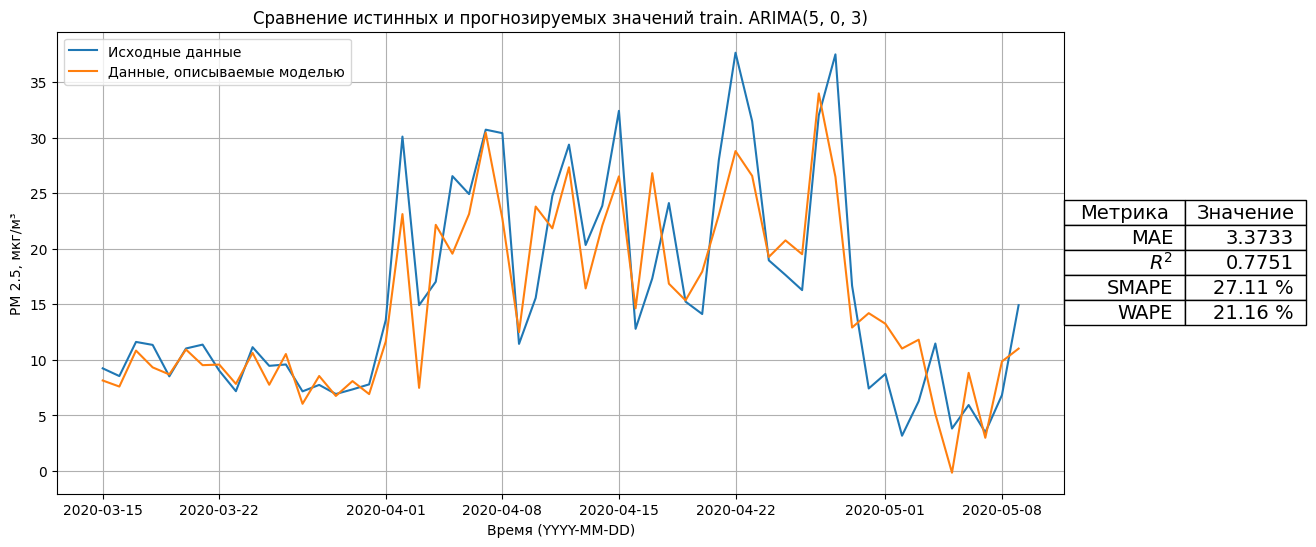 Сравнение истинных и прогнозируемых значений train. ARIMA(5, 0, 3)
Исходные данные
Данные, описываемые моделью
PM 2.5, мкг/м³
35
30
25
20
15
10
5
0
2020-03-15 2020-03-22 2020-04-01 2020-04-08 2020-04-15 2020-04-22 2020-05-01 2020-05-08
Время (YYYY-MM-DD)
Метрика Значение
MAE 3.3733
R² 0.7751
SMAPE 27.11 %
WAPE 21.16 %